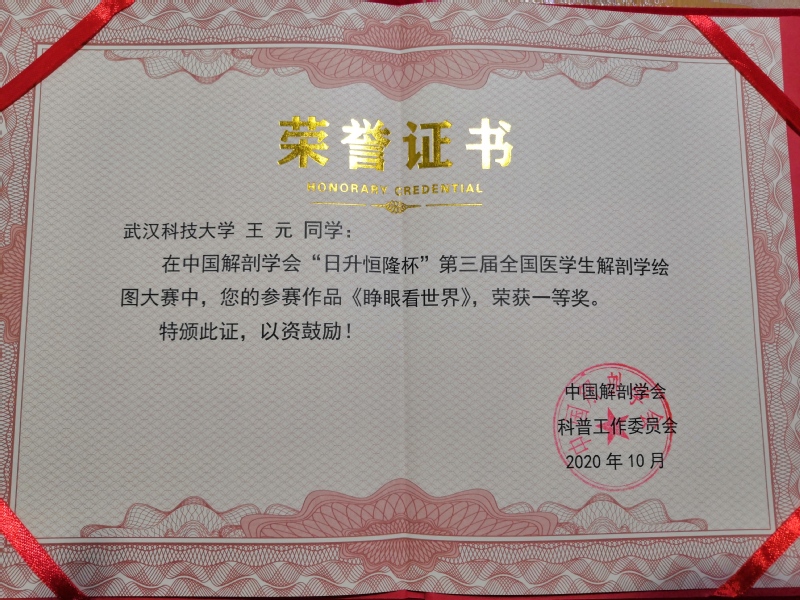 荣誉证书
HONORARY CREDENTIAL
武汉科技大学 王 元 同学：
在中国解剖学会“日升恒隆杯”第三届全国医学生解剖学绘
图大赛中，您的参赛作品《睁眼看世界》，荣获一等奖。
特颁此证，以资鼓励！
中国解剖学会
科普工作委员会
2020 年 10 月